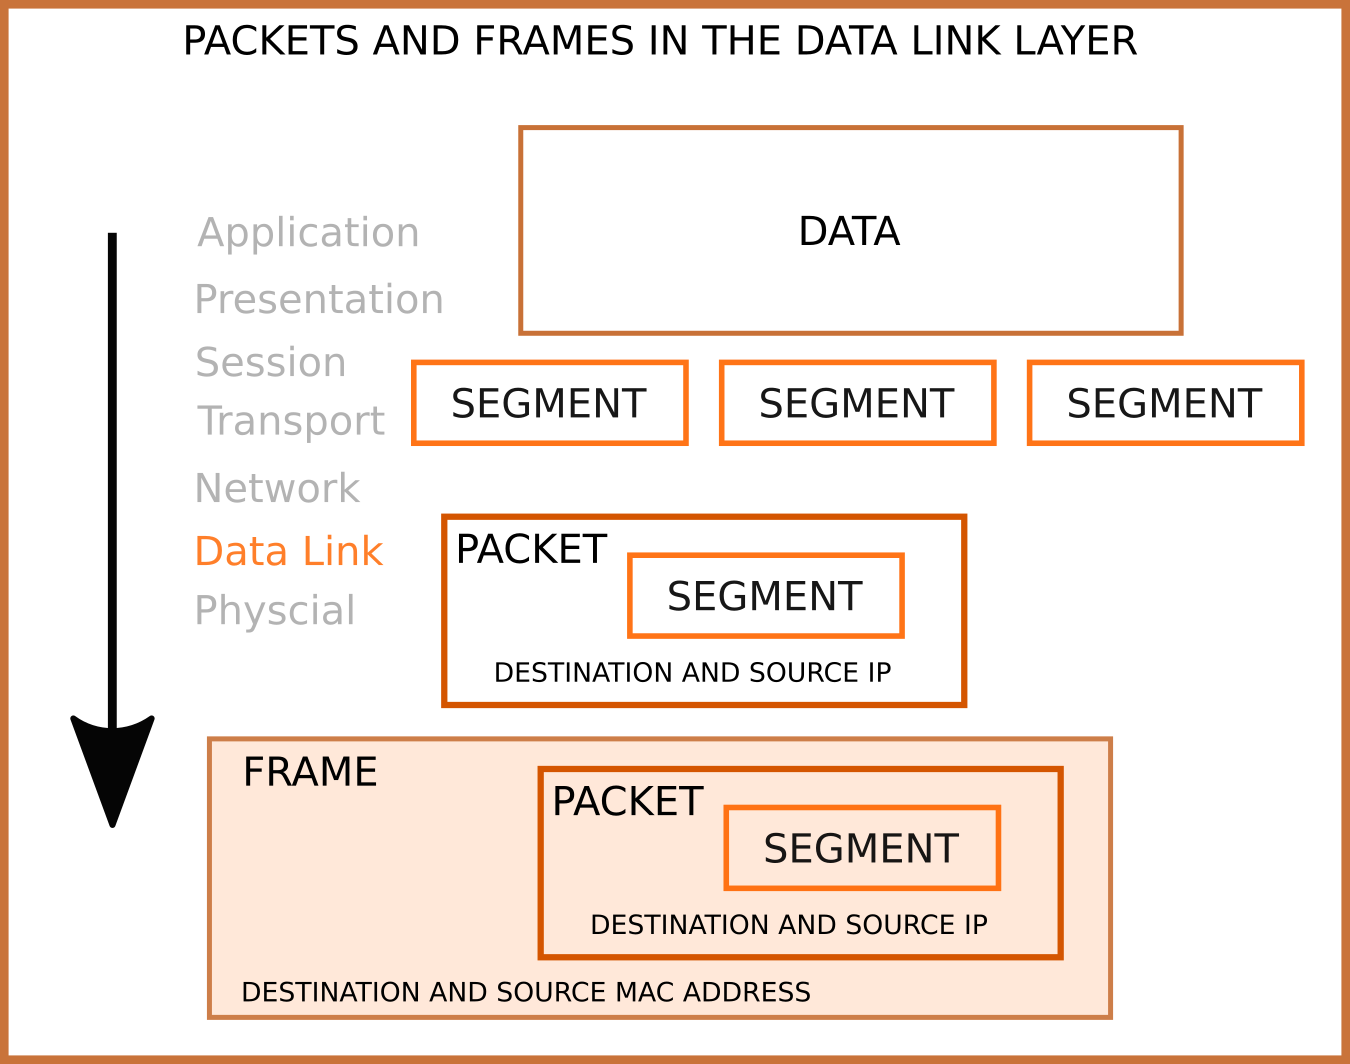 PACKETS AND FRAMES IN THE DATA LINK LAYER
Application
Presentation
Session
Transport
Network
Data Link
Physcial
DATA
SEGMENT SEGMENT SEGMENT
PACKET
SEGMENT
DESTINATION AND SOURCE IP
FRAME
PACKET
SEGMENT
DESTINATION AND SOURCE IP
DESTINATION AND SOURCE MAC ADDRESS